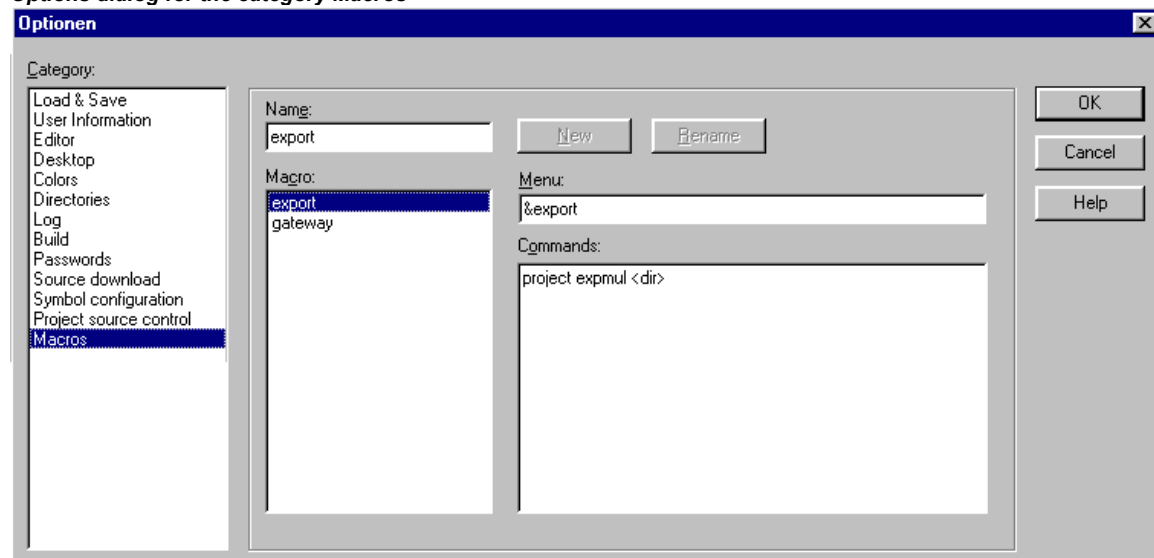 Options dialog for the category Macros
Optionen
Category:
Load & Save
User Information
Editor
Desktop
Colors
Directories
Log
Build
Passwords
Source download
Symbol configuration
Project source control
Macros
Name:
export
New
Rename
Macro:
export
gateway
Menu:
&export
Commands:
project expmul <dir>
OK
Cancel
Help